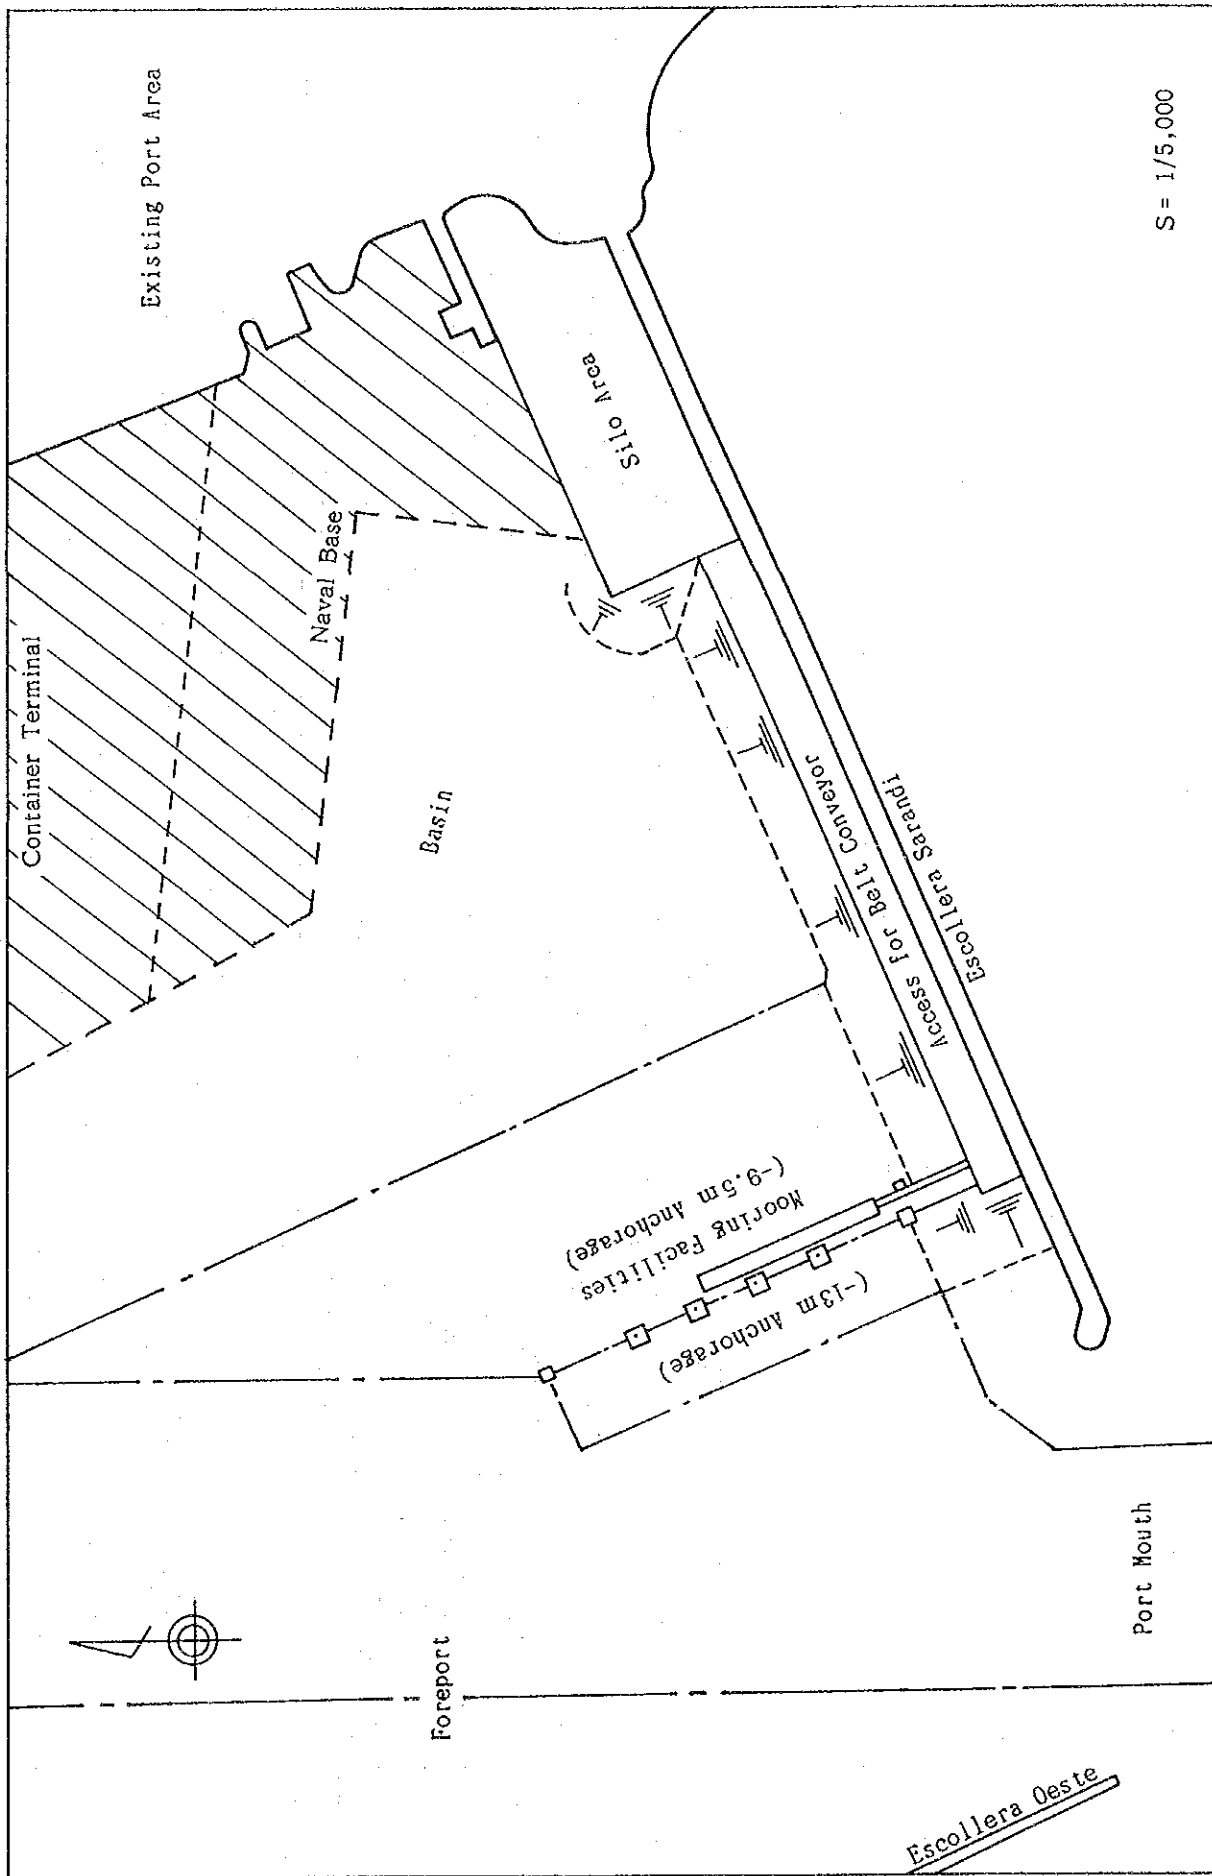 Existing Port Area
Container Terminal
Naval Base
Silo Area
Basin
Access For Belt Conveyor
Escollera Sarandi
Mooring Facilities
(-9.5m Anchorage)
(-13m Anchorage)
Foreport
Port Mouth
Escollera Oeste
S = 1/5,000